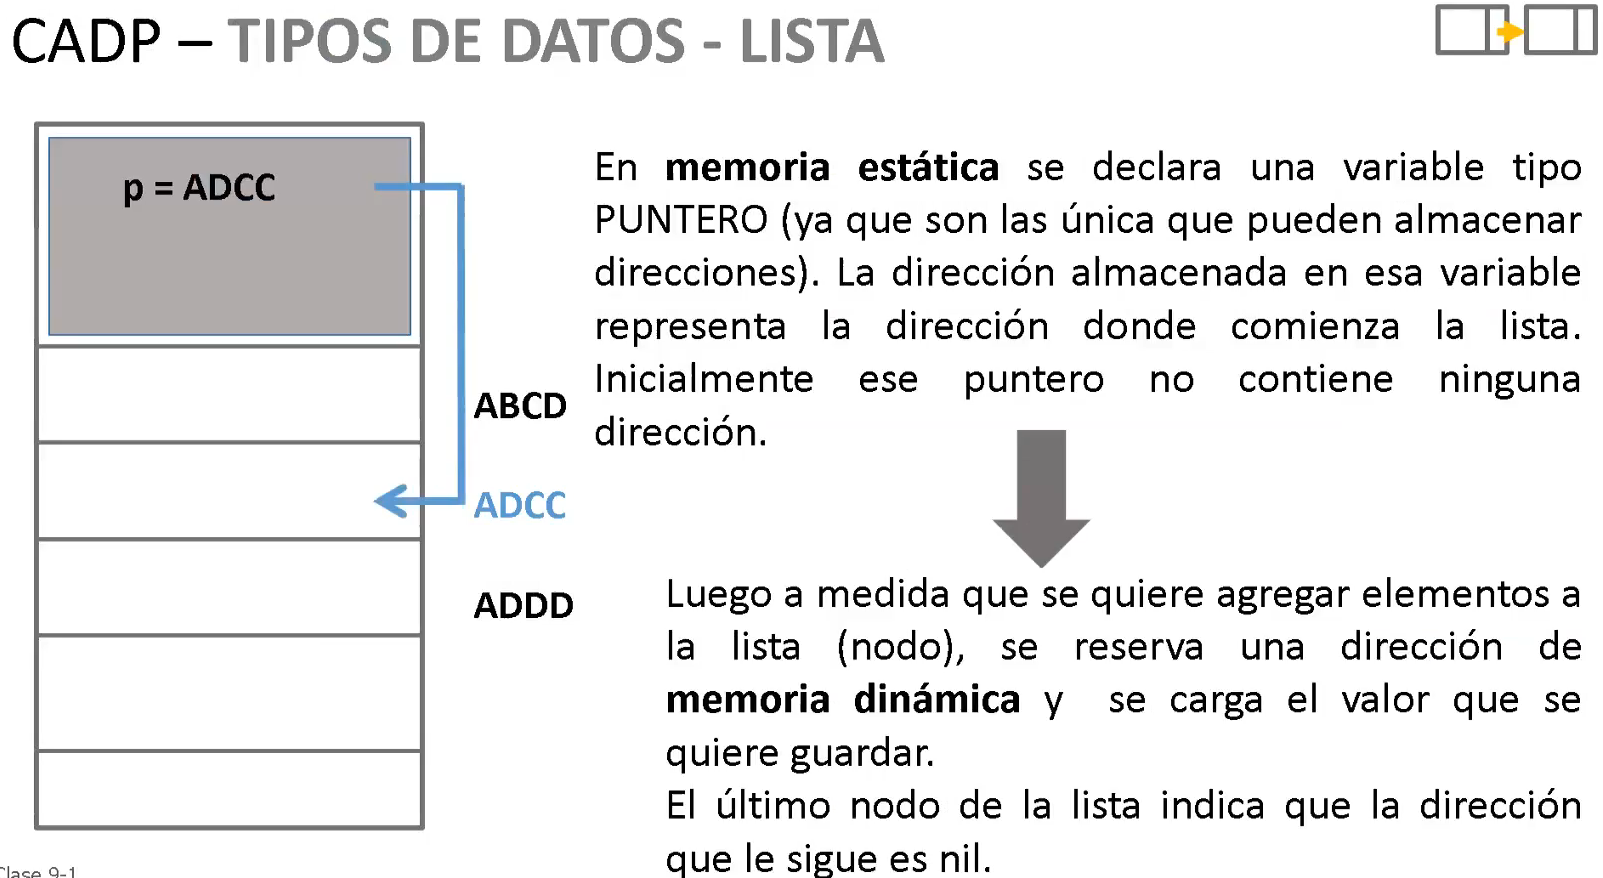 CADP – TIPOS DE DATOS - LISTA
p = ADCC
ABCD
ADCC
ADDD
En memoria estática se declara una variable tipo
PUNTERO (ya que son las única que pueden almacenar
direcciones). La dirección almacenada en esa variable
representa la dirección donde comienza la lista.
Inicialmente ese puntero no contiene ninguna
dirección.
Luego a medida que se quiere agregar elementos a
la lista (nodo), se reserva una dirección de
memoria dinámica y se carga el valor que se
quiere guardar.
El último nodo de la lista indica que la dirección
que le sigue es nil.
Clase 9-1